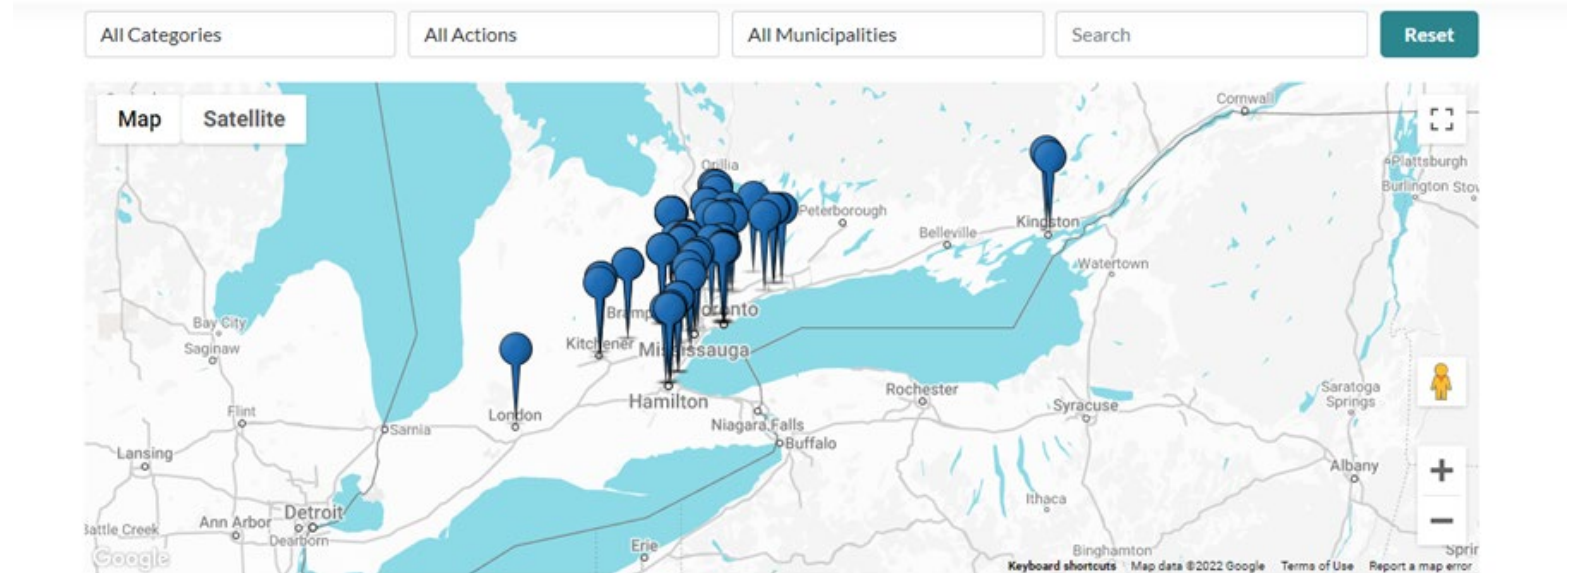 All Categories
All Actions
All Municipalities
Search
Reset
Map
Satellite
Cornwall
Orillia
Plattsburgh
Burlington
Peterborough
Kingston
Belleville
Watertown
Bay City
Saginaw
Kitchener
Mississauga
Hamilton
Rochester
Syracuse
Saratoga
Springs
Flint
London
Sarnia
Niagara Falls
Buffalo
Lansing
Albany
Ithaca
Detroit
Ann Arbor
Battle Creek
Dearborn
Erie
Binghamton
Google
Keyboard shortcuts
Map data ©2022 Google
Terms of Use
Report a map error